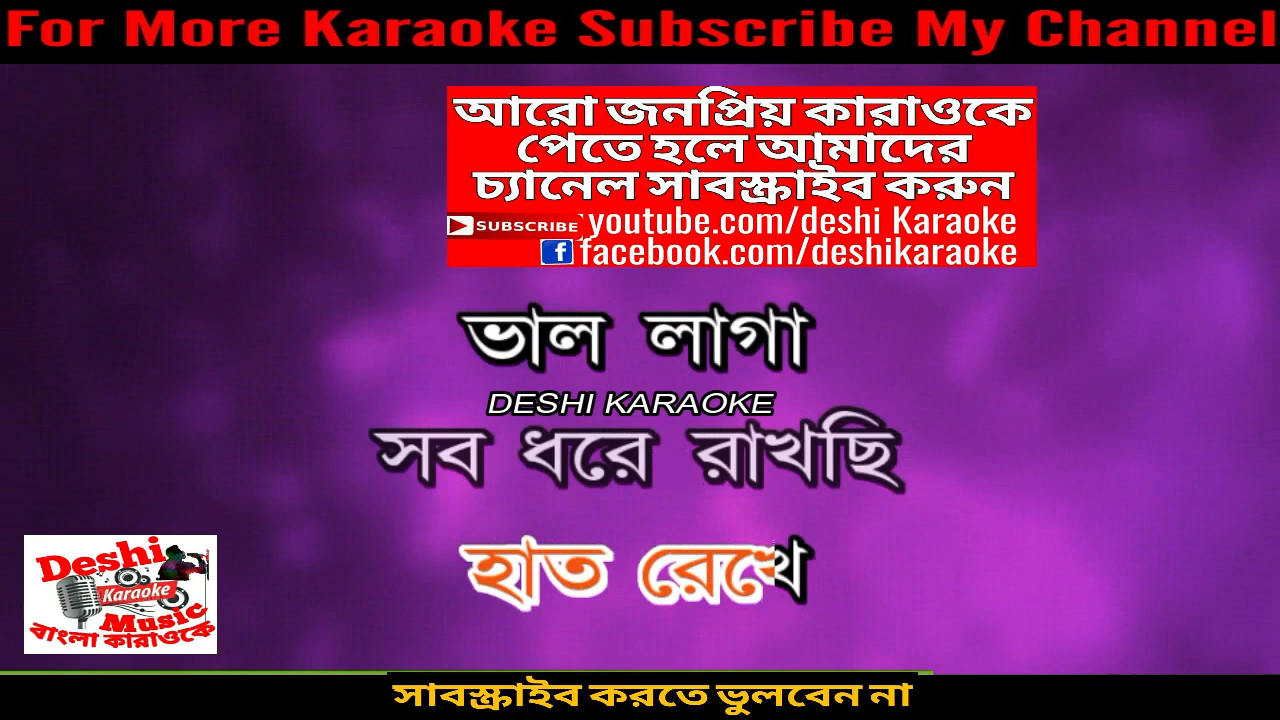 For More Karaoke Subscribe My Channel
আরো জনপ্রিয় কারাওকে
পেতে হলে আমাদের
চ্যানেল সাবস্ক্রাইব করুন
SUBSCRIBE youtube.com/deshi Karaoke
f facebook.com/deshikaraoke
ভাল লাগা
DESHI KARAOKE
সব ধরে রাখছি
হাত রেখে
Deshi
Karaoke
Music
বাংলা কারাওকে
সাবস্ক্রাইব করতে ভুলবেন না